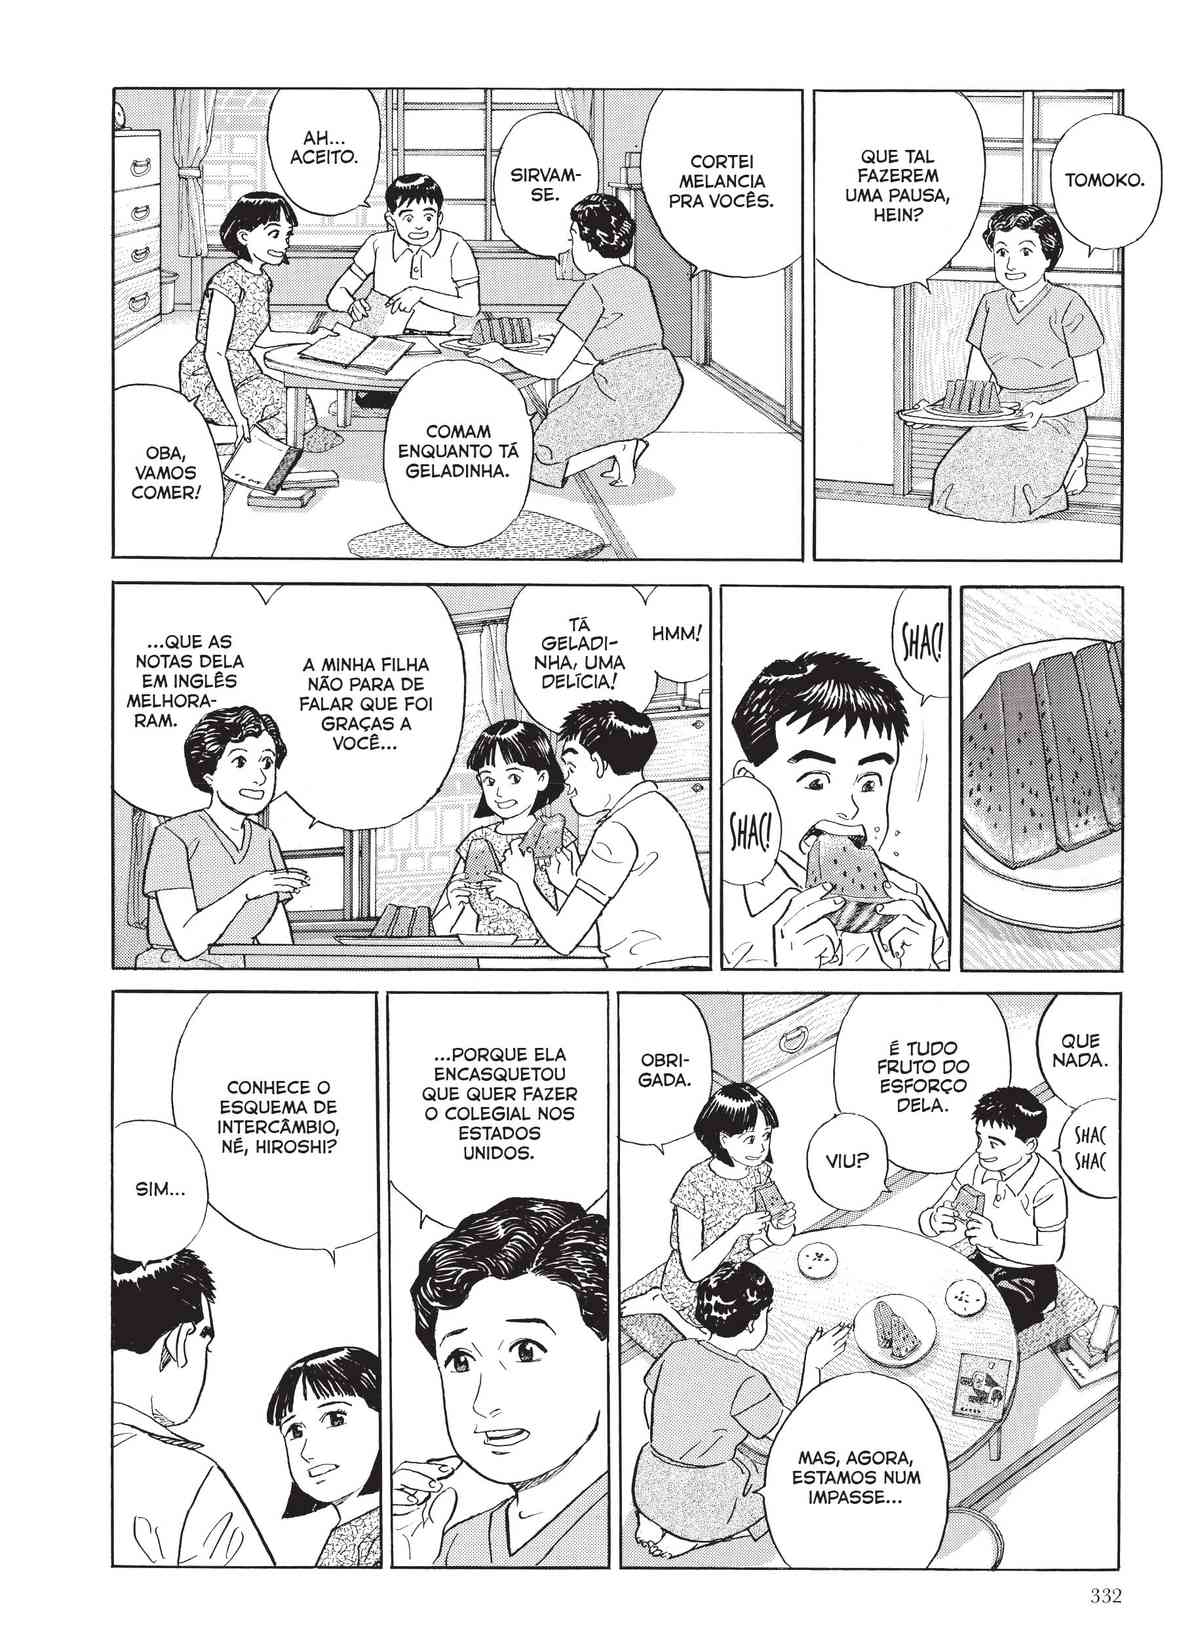 TOMOKO.
QUE TAL
FAZEREM
UMA PAUSA,
HEIN?
CORTEI
MELANCIA
PRA VOCÊS.
SIRVAM-
SE.
AH...
ACEITO.
COMAM
ENQUANTO TÁ
GELADINHA.
OBA,
VAMOS
COMER!
SHAC!
SHAC!
HMM!
TÁ
GELADI-
NHA, UMA
DELÍCIA!
A MINHA FILHA
NÃO PARA DE
FALAR QUE FOI
GRAÇAS A
VOCÊ...
...QUE AS
NOTAS DELA
EM INGLÊS
MELHORA-
RAM.
QUE
NADA.
SHAC
SHAC
É TUDO
FRUTO DO
ESFORÇO
DELA.
VIU?
OBRI-
GADA.
MAS, AGORA,
ESTAMOS NUM
IMPASSE...
...PORQUE ELA
ENCASQUETOU
QUE QUER FAZER
O COLEGIAL NOS
ESTADOS
UNIDOS.
CONHECE O
ESQUEMA DE
INTERCÂMBIO,
NÉ, HIROSHI?
SIM...
332